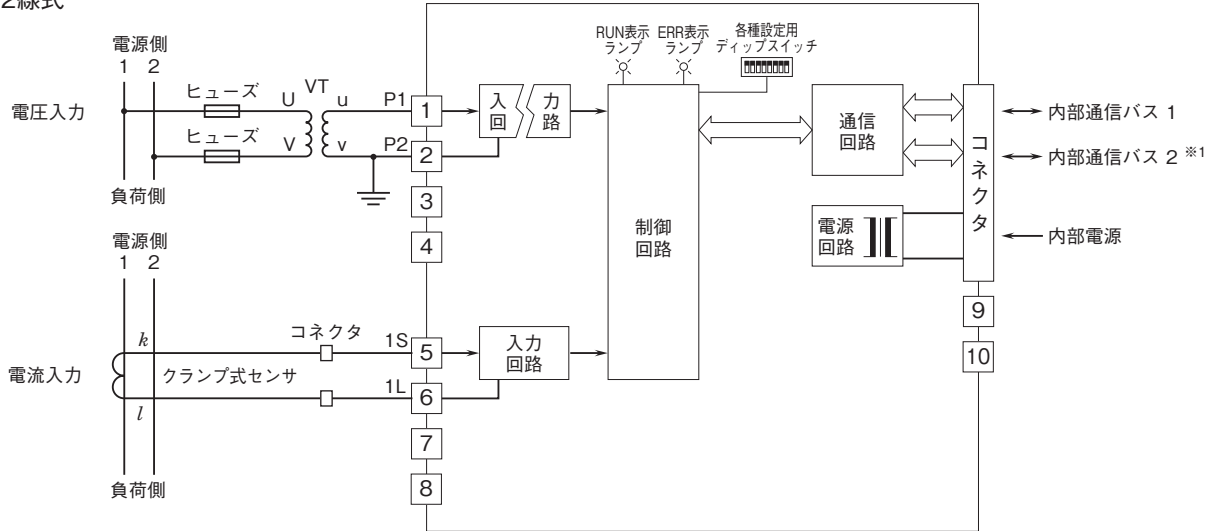 2線式
電源側
1 2
電圧入力
ヒューズ
ヒューズ
U
VT
u
V
v
P1
P2
負荷側
1
2
3
4
入
回
力
路
RUN表示
ランプ
ERR表示
ランプ
各種設定用
ディップスイッチ
制御
回路
通信
回路
電源
回路
コネクタ
内部通信バス 1
内部通信バス 2 ※1
内部電源
9
10
電源側
1 2
電流入力
k
l
コネクタ
クランプ式センサ
1S
1L
5
6
7
8
入力
回路
負荷側